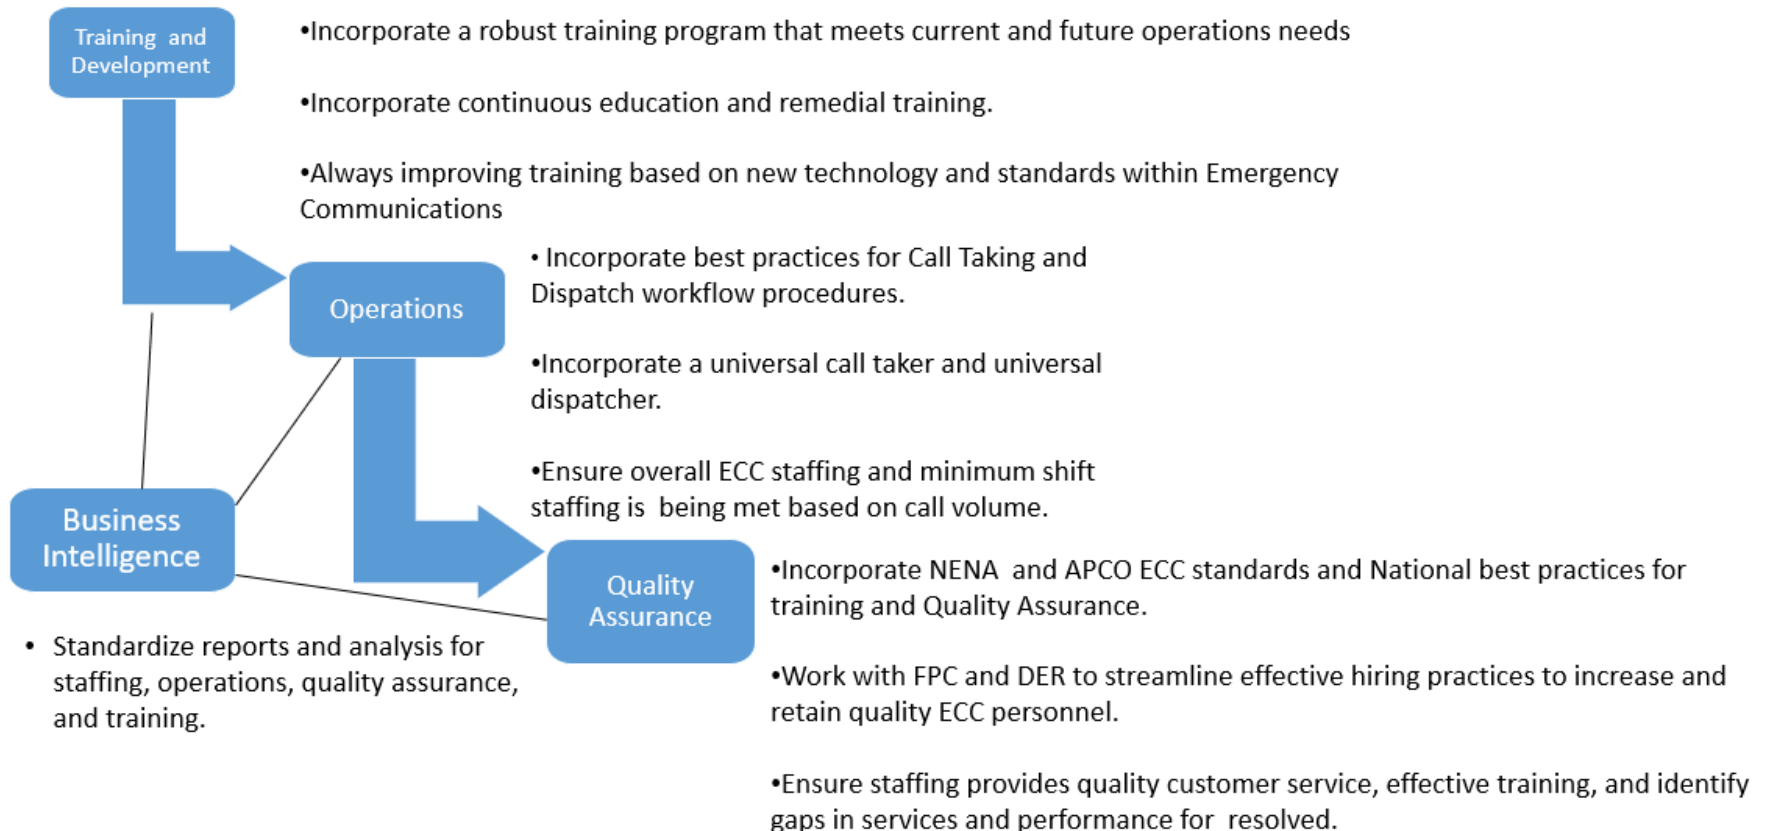 Training and
Development
•Incorporate a robust training program that meets current and future operations needs
•Incorporate continuous education and remedial training.
•Always improving training based on new technology and standards within Emergency
Communications
Operations
• Incorporate best practices for Call Taking and
Dispatch workflow procedures.
•Incorporate a universal call taker and universal
dispatcher.
•Ensure overall ECC staffing and minimum shift
staffing is being met based on call volume.
Business
Intelligence
• Standardize reports and analysis for
staffing, operations, quality assurance,
and training.
Quality
Assurance
•Incorporate NENA and APCO ECC standards and National best practices for
training and Quality Assurance.
•Work with FPC and DER to streamline effective hiring practices to increase and
retain quality ECC personnel.
•Ensure staffing provides quality customer service, effective training, and identify
gaps in services and performance for resolved.